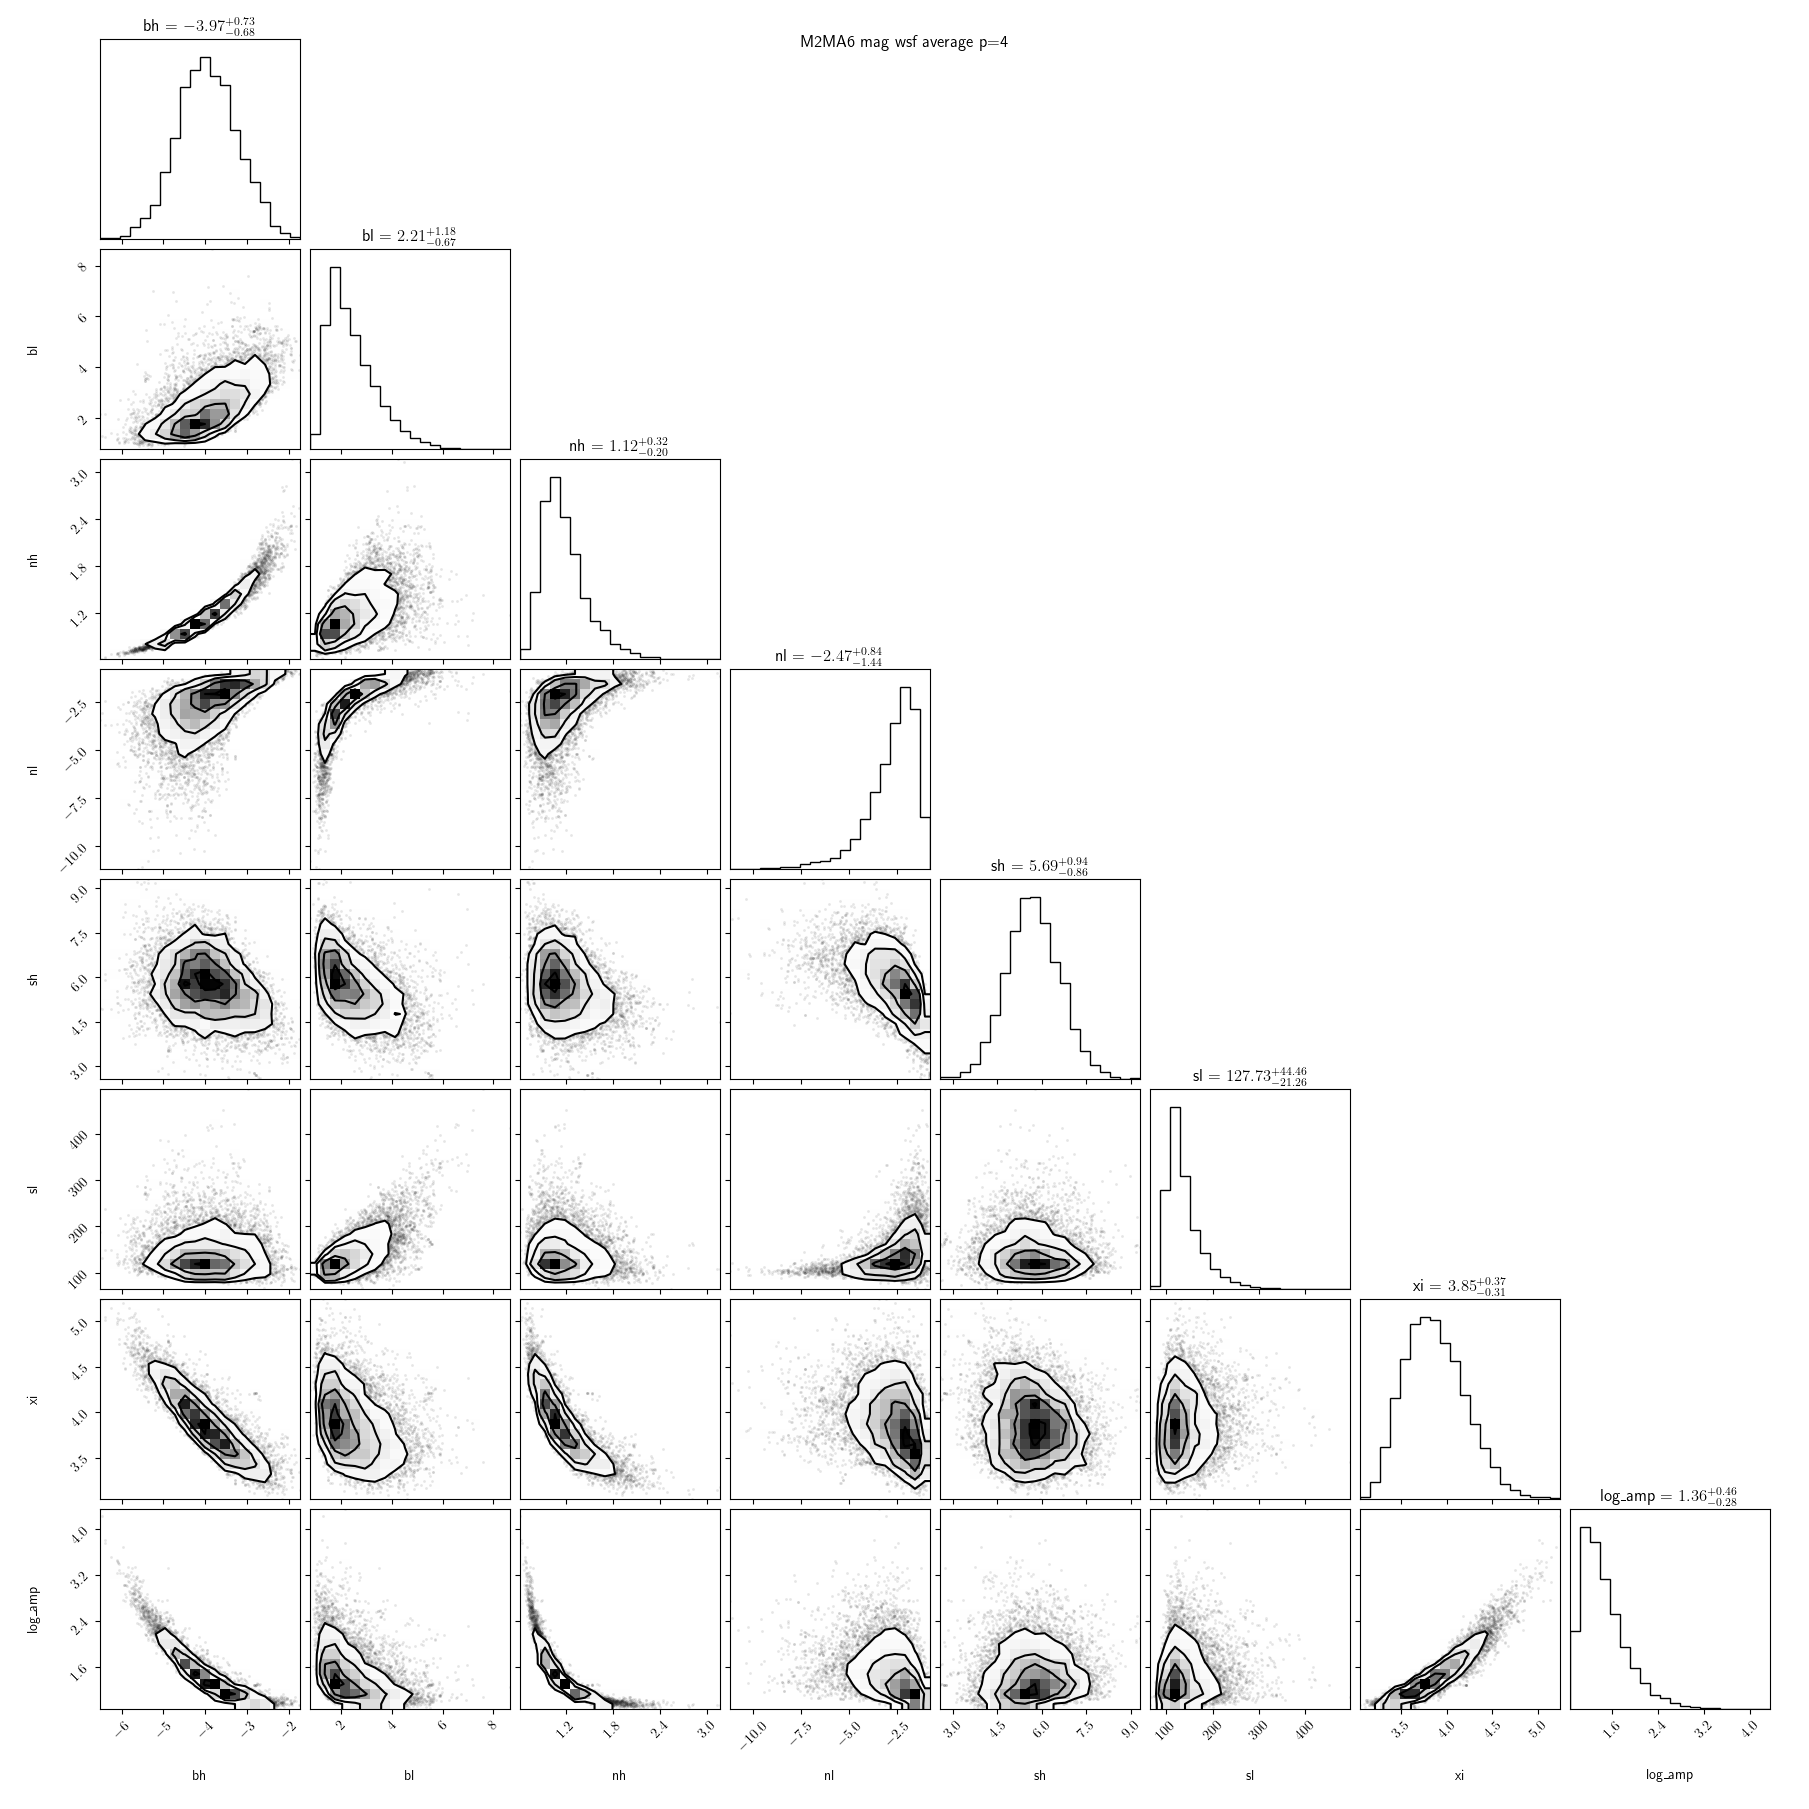 M2MA6 mag wsf average p=4
bh = −3.97 +0.73 −0.68
bl = 2.21 +1.18 −0.67
8
6
4
2
bl
nh = 1.12 +0.32 −0.20
3.0
2.4
1.8
1.2
nh
nl = −2.47 +0.84 −1.44
−2.5
−5.0
−7.5
−10.0
nl
sh = 5.69 +0.94 −0.86
9.0
7.5
6.0
4.5
3.0
sh
sl = 127.73 +44.46 −21.26
400
300
200
100
sl
xi = 3.85 +0.37 −0.31
5.0
4.5
4.0
3.5
xi
log_amp = 1.36 +0.46 −0.28
4.0
3.2
2.4
1.6
log_amp
−6 −5 −4 −3 −2
2 4 6 8
1.2 1.8 2.4 3.0
−10.0 −7.5 −5.0 −2.5
3.0 4.5 6.0 7.5 9.0
100 200 300 400
3.5 4.0 4.5 5.0
1.6 2.4 3.2 4.0
bh bl nh nl sh sl xi log_amp